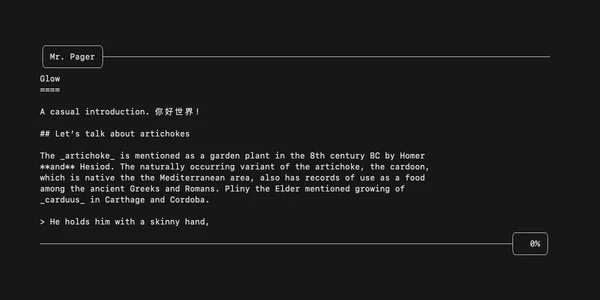 Mr. Pager
Glow
====
A casual introduction. 你好世界!
## Let’s talk about artichokes
The _artichoke_ is mentioned as a garden plant in the 8th century BC by Homer
**and** Hesiod. The naturally occurring variant of the artichoke, the cardoon,
which is native the the Mediterranean area, also has records of use as a food
among the ancient Greeks and Romans. Pliny the Elder mentioned growing of
_carduus_ in Carthage and Cordoba.
> He holds him with a skinny hand,
0%